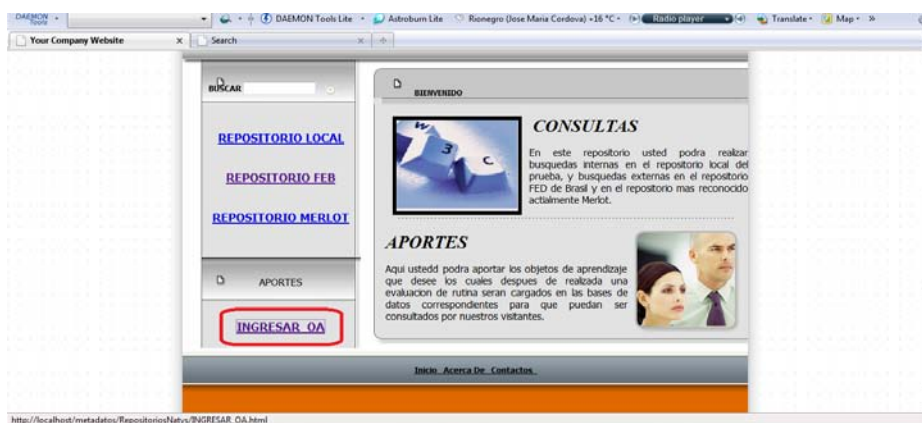 DAEMON Tools
DAEMON Tools Lite
Astroburn Lite
Rionegro (Jose Maria Cordova) +16 °C
Radio player
Translate
Map
»
Your Company Website
x
Search
x
BUSCAR
BIENVENIDO
REPOSITORIO LOCAL
REPOSITORIO FEB
REPOSITORIO MERLOT
W
3
C
CONSULTAS
En este repositorio usted podra realizar
busquedas internas en el repositorio local del
prueba, y busquedas externas en el repositorio
FED de Brasil y en el repositorio mas reconocido
actialmente Merlot.
APORTES
INGRESAR OA
APORTES
Aqui ustedd podra aportar los objetos de aprendizaje
que desee los cuales despues de realizada una
evaluacion de rutina seran cargados en las bases de
datos correspondientes para que puedan ser
consultados por nuestros visitantes.
Inicio Acerca De Contactos
http://localhost/metadatos/RepositoriosNatys/INGRESAR_OA.html